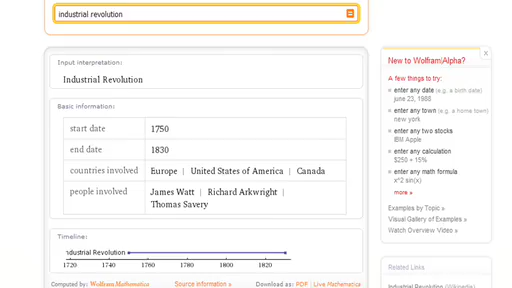 industrial revolution
Input interpretation:
Industrial Revolution
Basic information:
start date 1750
end date 1830
countries involved Europe | United States of America | Canada
people involved James Watt | Richard Arkwright |
Thomas Savery
Timeline:
Industrial Revolution
1720 1740 1760 1780 1800 1820
Computed by: Wolfram Mathematica Source information » Download as: PDF | Live Mathematica
x
New to Wolfram|Alpha?
A few things to try:
enter any date (e.g. a birth date)
june 23, 1988
enter any town (e.g. a home town)
new york
enter any two stocks
IBM Apple
enter any calculation
$250 + 15%
enter any math formula
x^2 sin(x)
more »
Examples by Topic »
Visual Gallery of Examples »
Watch Overview Video »
Related Links
Industrial Revolution (Wikipedia)